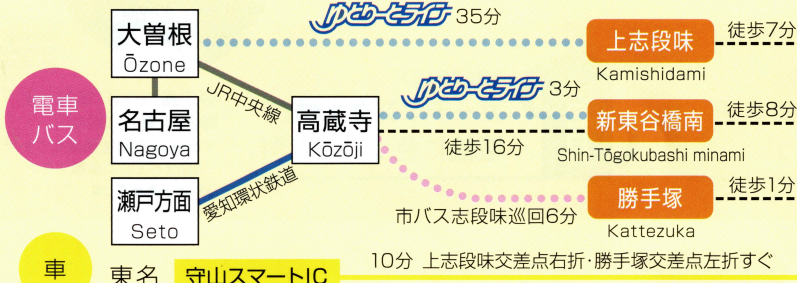 ゆとりーとライン 35分
大曽根
Ōzone
上志段味
Kamishidami
徒歩7分
電車
バス
JR中央線
ゆとりーとライン 3分
名古屋
Nagoya
高蔵寺
Kōzōji
徒歩16分
新東谷橋南
Shin-Tōgokubashi minami
徒歩8分
瀬戸方面
Seto
愛知環状鉄道
市バス志段味巡回6分
勝手塚
Kattezuka
徒歩1分
車
東名 守山スマートIC
10分 上志段味交差点右折・勝手塚交差点左折すぐ